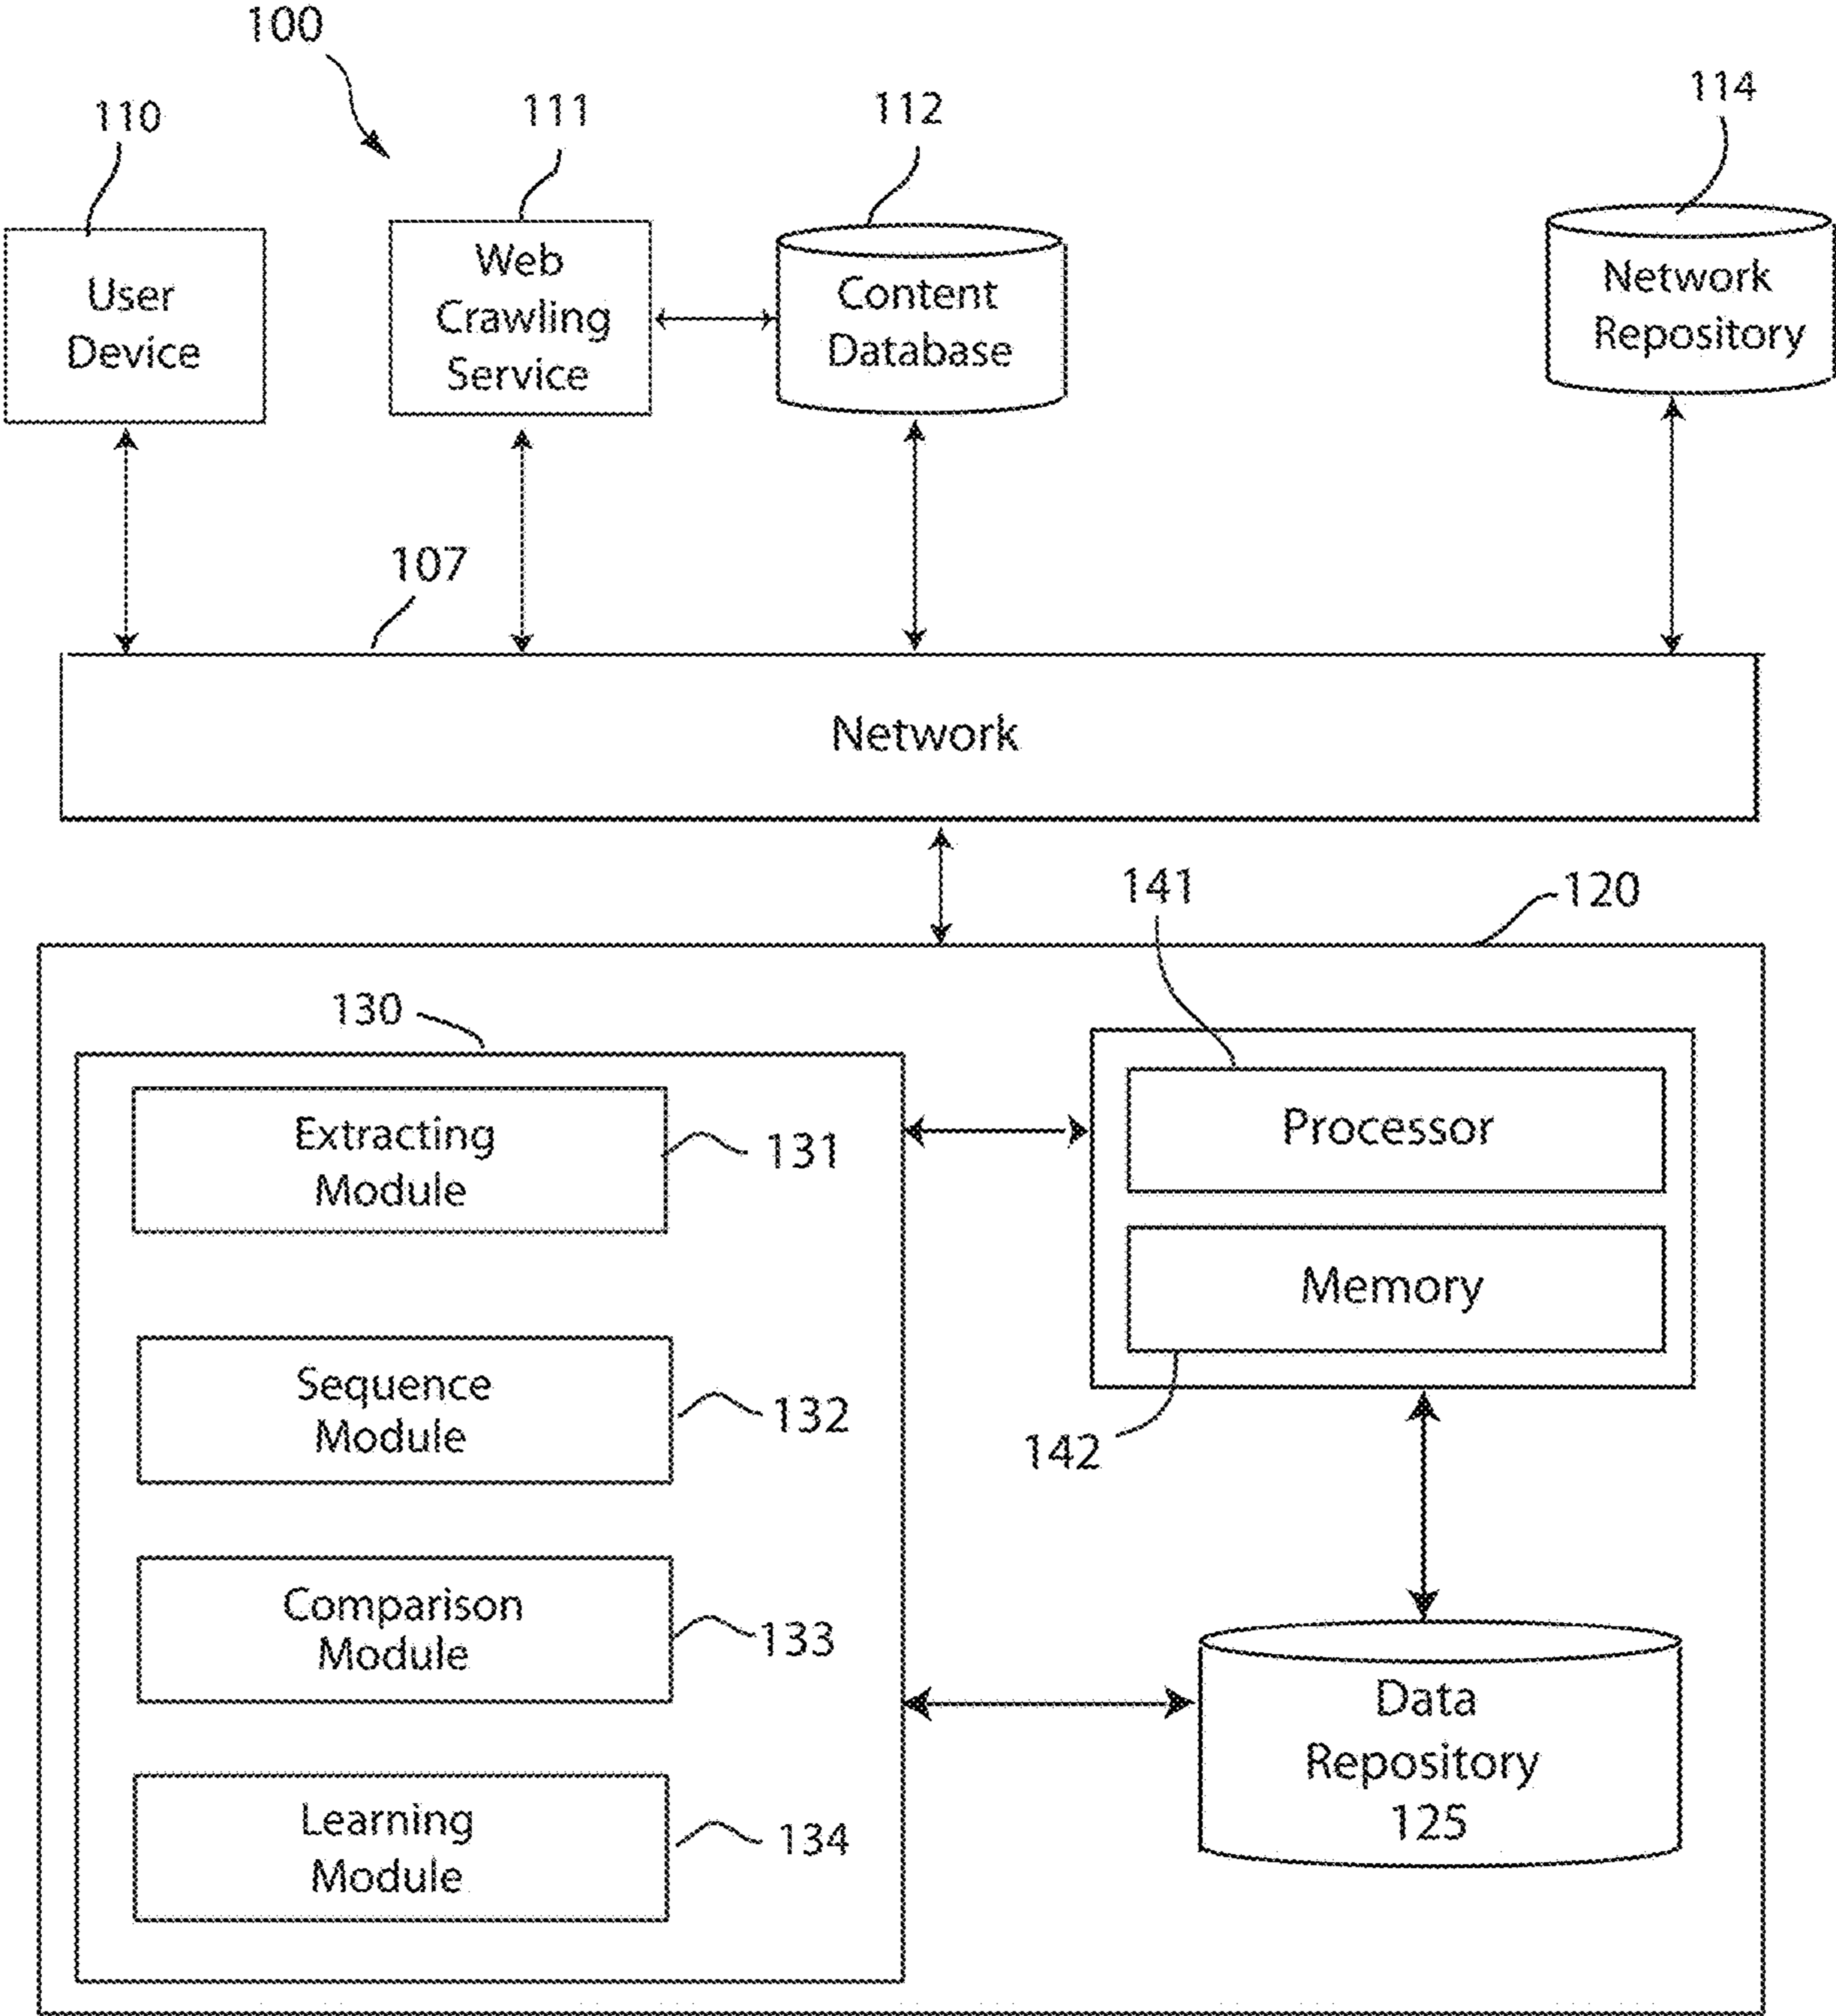 100
110
111
112
114
User
Device
Web
Crawling
Service
Content
Database
Network
Repository
107
Network
120
141
130
Extracting
Module
131
Processor
Memory
142
Sequence
Module
132
Comparison
Module
133
Data
Repository
125
Learning
Module
134